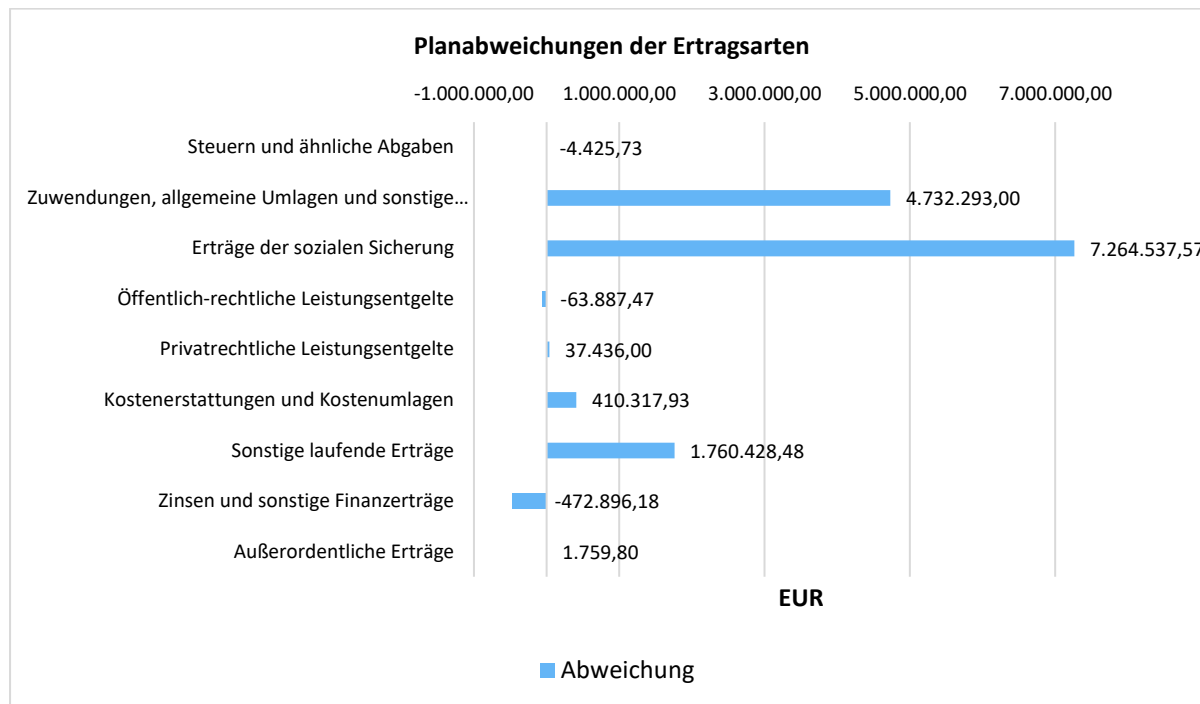 Planabweichungen der Ertragsarten
-1.000.000,00 1.000.000,00 3.000.000,00 5.000.000,00 7.000.000,00
Steuern und ähnliche Abgaben -4.425,73
Zuwendungen, allgemeine Umlagen und sonstige... 4.732.293,00
Erträge der sozialen Sicherung 7.264.537,57
Öffentlich-rechtliche Leistungsentgelte -63.887,47
Privatrechtliche Leistungsentgelte 37.436,00
Kostenerstattungen und Kostenumlagen 410.317,93
Sonstige laufende Erträge 1.760.428,48
Zinsen und sonstige Finanzerträge -472.896,18
Außerordentliche Erträge 1.759,80
EUR
Abweichung